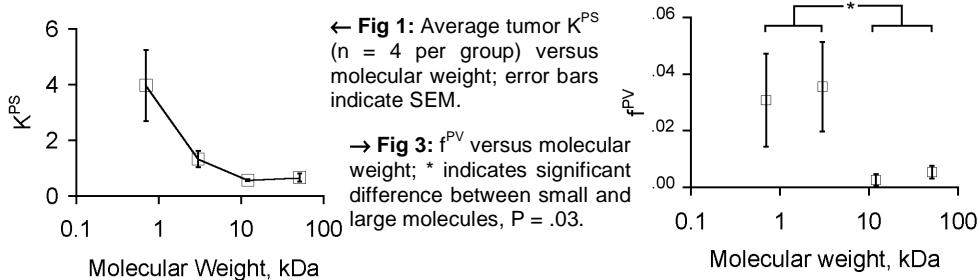 6
4
2
0
K^PS
0.1
1
10
100
Molecular Weight, kDa
← Fig 1: Average tumor K^PS
(n = 4 per group) versus
molecular weight; error bars
indicate SEM.
→ Fig 3: f^PV versus molecular
weight; * indicates significant
difference between small and
large molecules, P = .03.
*
.06
.04
.02
.00
f^PV
0.1
1
10
100
Molecular weight, kDa